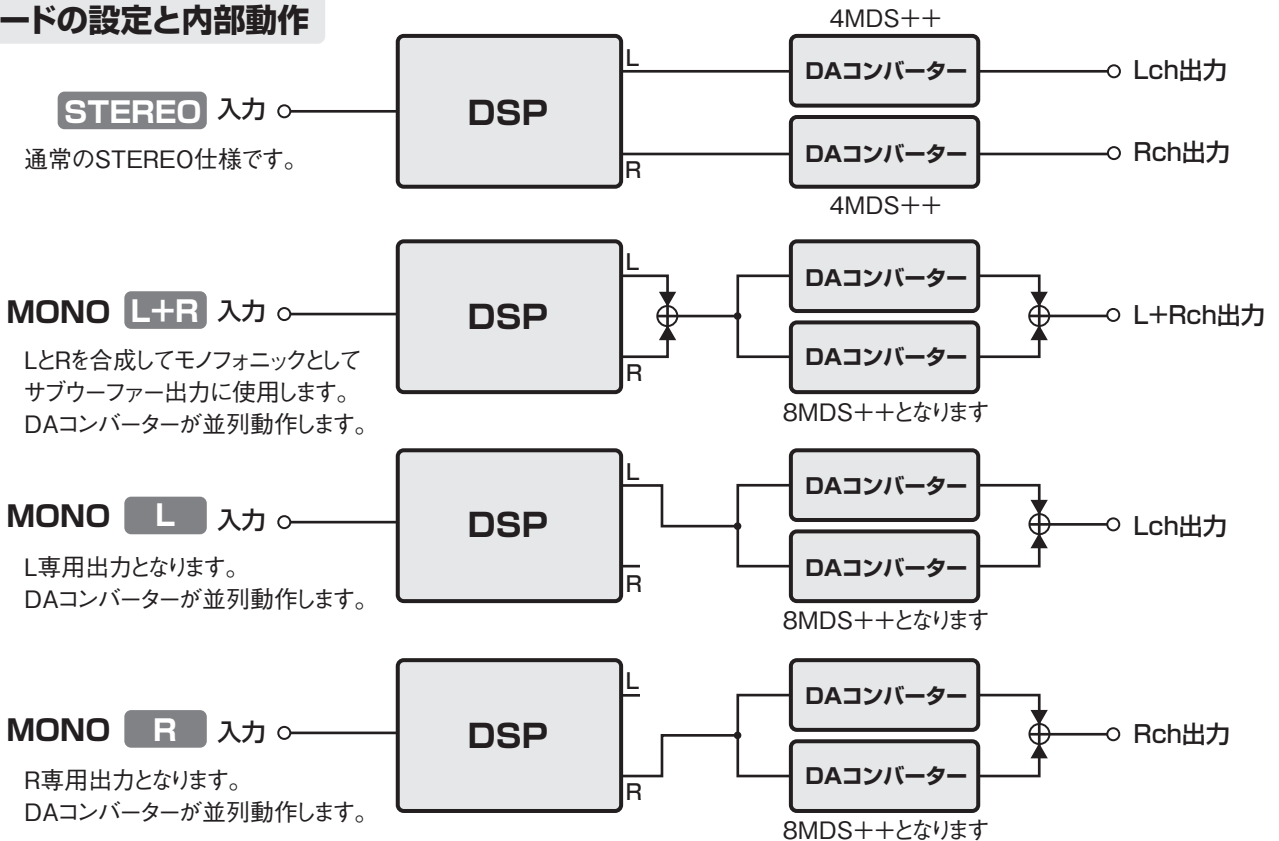 ードの設定と内部動作
4MDS++
STEREO 入力
通常のSTEREO仕様です。
DSP
L
R
DAコンバーター
Lch出力
DAコンバーター
Rch出力
4MDS++
MONO L+R 入力
LとRを合成してモノフォニックとして
サブウーファー出力に使用します。
DAコンバーターが並列動作します。
DSP
L
R
DAコンバーター
DAコンバーター
L+Rch出力
8MDS++となります
MONO L 入力
L専用出力となります。
DAコンバーターが並列動作します。
DSP
L
R
DAコンバーター
DAコンバーター
Lch出力
8MDS++となります
MONO R 入力
R専用出力となります。
DAコンバーターが並列動作します。
DSP
L
R
DAコンバーター
DAコンバーター
Rch出力
8MDS++となります